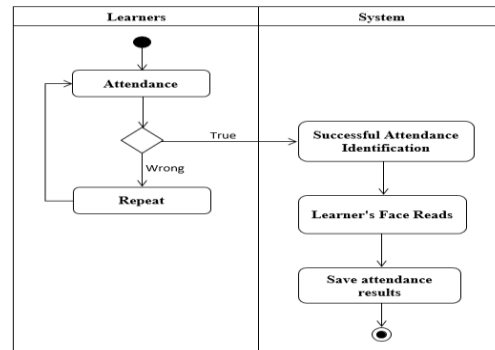 Learners
System
Attendance
True
Successful Attendance
Identification
Wrong
Repeat
Learner's Face Reads
Save attendance
results